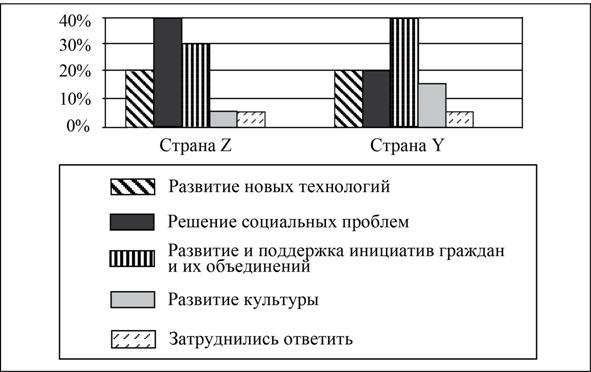 40%
30%
20%
10%
0%
Страна Z
Страна Y
Развитие новых технологий
Решение социальных проблем
Развитие и поддержка инициатив граждан
и их объединений
Развитие культуры
Затруднились ответить